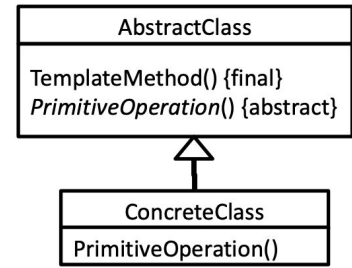 AbstractClass
TemplateMethod() {final}
PrimitiveOperation() {abstract}
ConcreteClass
PrimitiveOperation()